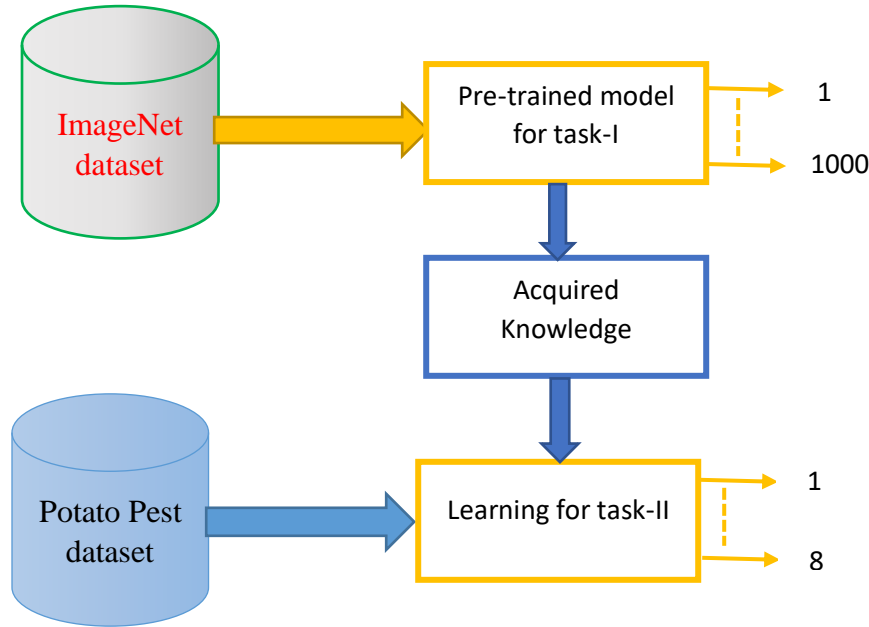 ImageNet
dataset
Pre-trained model
for task-I
1
1000
Acquired
Knowledge
Potato Pest
dataset
Learning for task-II
1
8